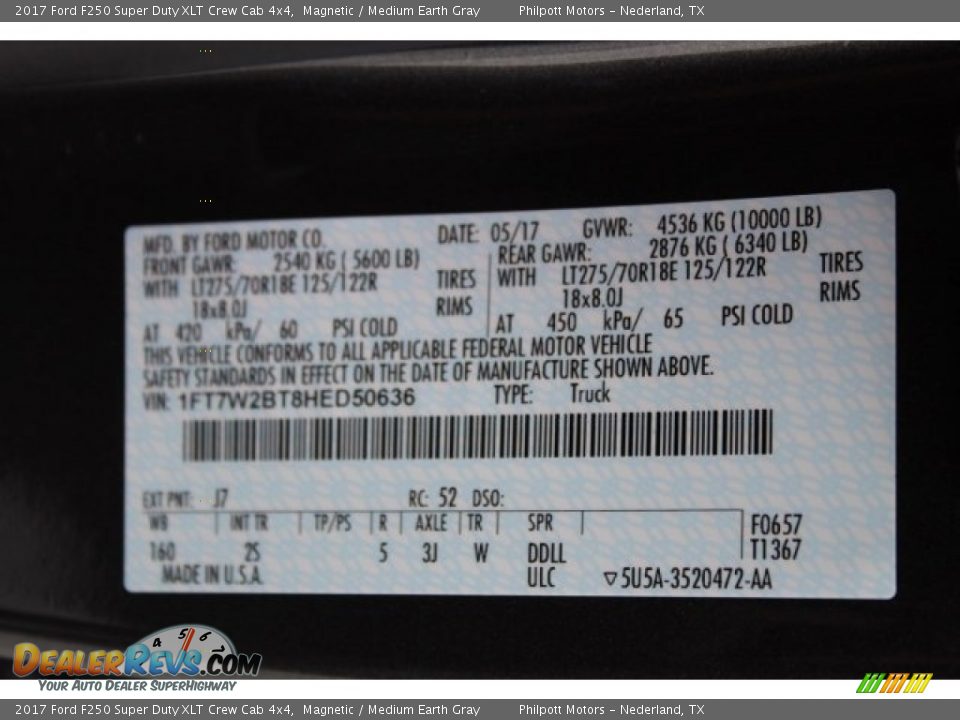 2017 Ford F250 Super Duty XLT Crew Cab 4x4, Magnetic / Medium Earth Gray Philpott Motors – Nederland, TX
MFD. BY FORD MOTOR CO. DATE: 05/17 GVWR: 4536 KG (10000 LB)
FRONT GAWR: 2540 KG ( 5600 LB) REAR GAWR: 2876 KG ( 6340 LB)
WITH LT275/70R18E 125/122R TIRES WITH LT275/70R18E 125/122R TIRES
18x8.0J RIMS 18x8.0J RIMS
AT 420 kPa/ 60 PSI COLD AT 450 kPa/ 65 PSI COLD
THIS VEHICLE CONFORMS TO ALL APPLICABLE FEDERAL MOTOR VEHICLE
SAFETY STANDARDS IN EFFECT ON THE DATE OF MANUFACTURE SHOWN ABOVE.
VIN: 1FT7W2BT8HED50636 TYPE: Truck
EXT PNT: J7 RC: 52 DSO:
WB INT TR TP/PS R AXLE TR SPR F0657
160 2S 5 3J W DDLL T1367
MADE IN U.S.A. ULC ▽5U5A-3520472-AA
4 5 6
DEALERREVS.COM
YOUR AUTO DEALER SUPERHIGHWAY
2017 Ford F250 Super Duty XLT Crew Cab 4x4, Magnetic / Medium Earth Gray Philpott Motors – Nederland, TX